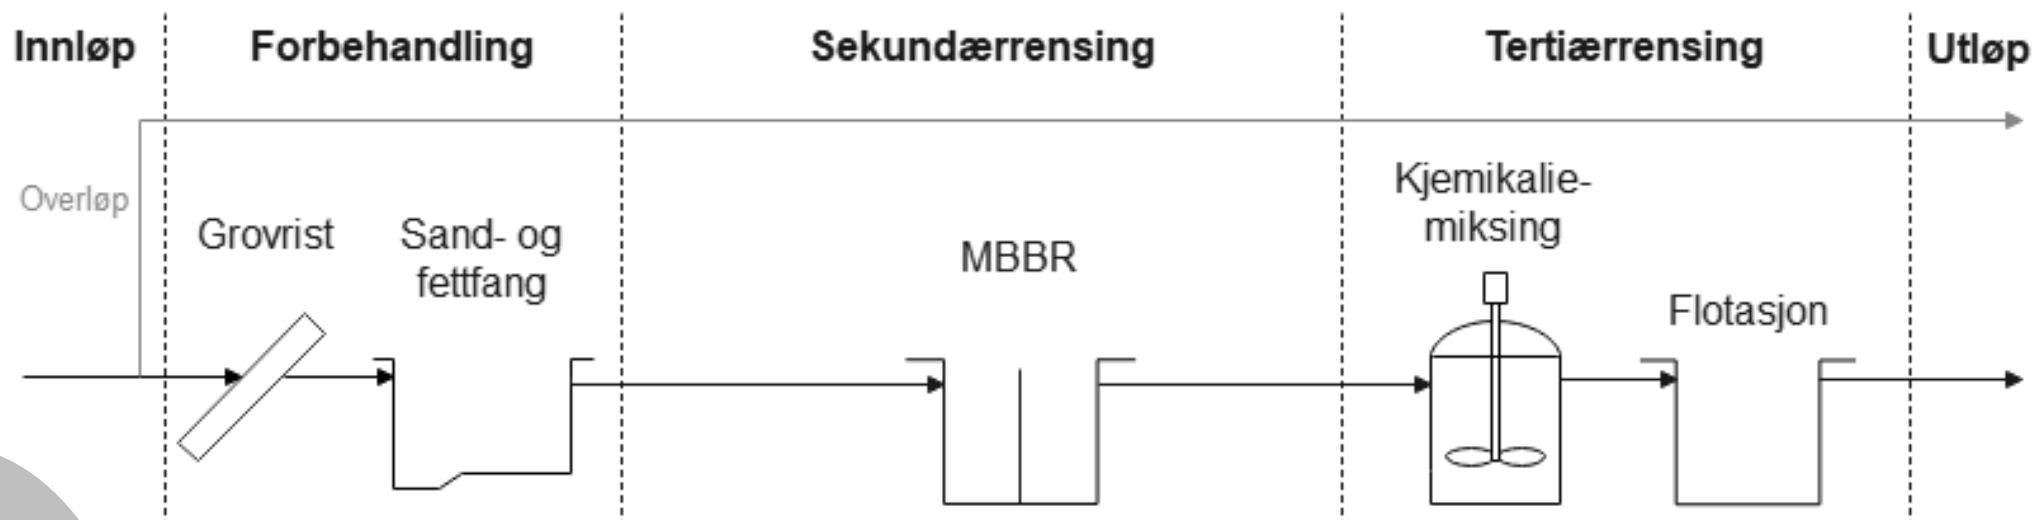 Innløp
Forbehandling
Sekundærrensing
Tertiærrensing
Utløp
Overløp
Grovrist
Sand- og
fettfang
MBBR
Kjemikalie-
miksing
Flotasjon